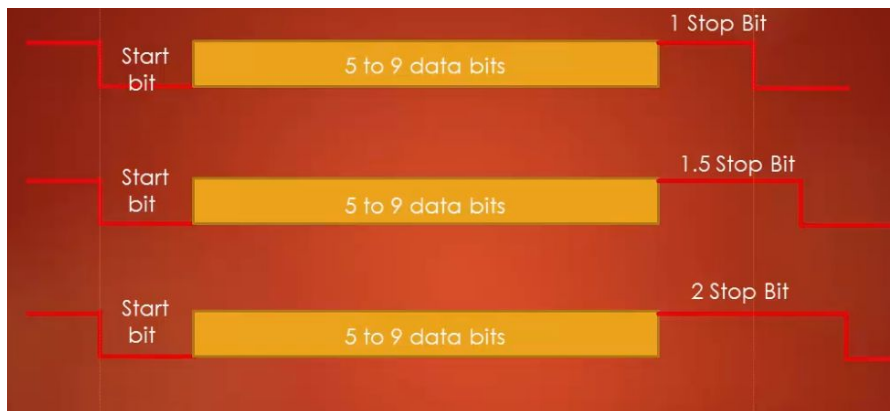 1 Stop Bit
Start
bit
5 to 9 data bits
1.5 Stop Bit
Start
bit
5 to 9 data bits
2 Stop Bit
Start
bit
5 to 9 data bits